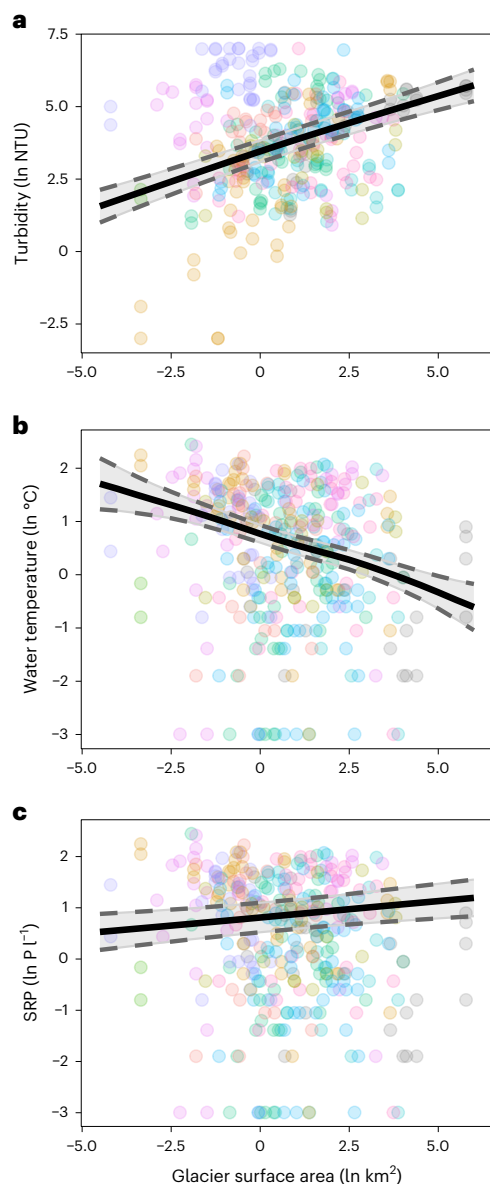 a
7.5
5.0
2.5
0
−2.5
Turbidity (ln NTU)
−5.0 −2.5 0 2.5 5.0
b
2
1
0
−1
−2
−3
Water temperature (ln °C)
−5.0 −2.5 0 2.5 5.0
c
2
1
0
−1
−2
−3
SRP (ln P l⁻¹)
−5.0 −2.5 0 2.5 5.0
Glacier surface area (ln km²)